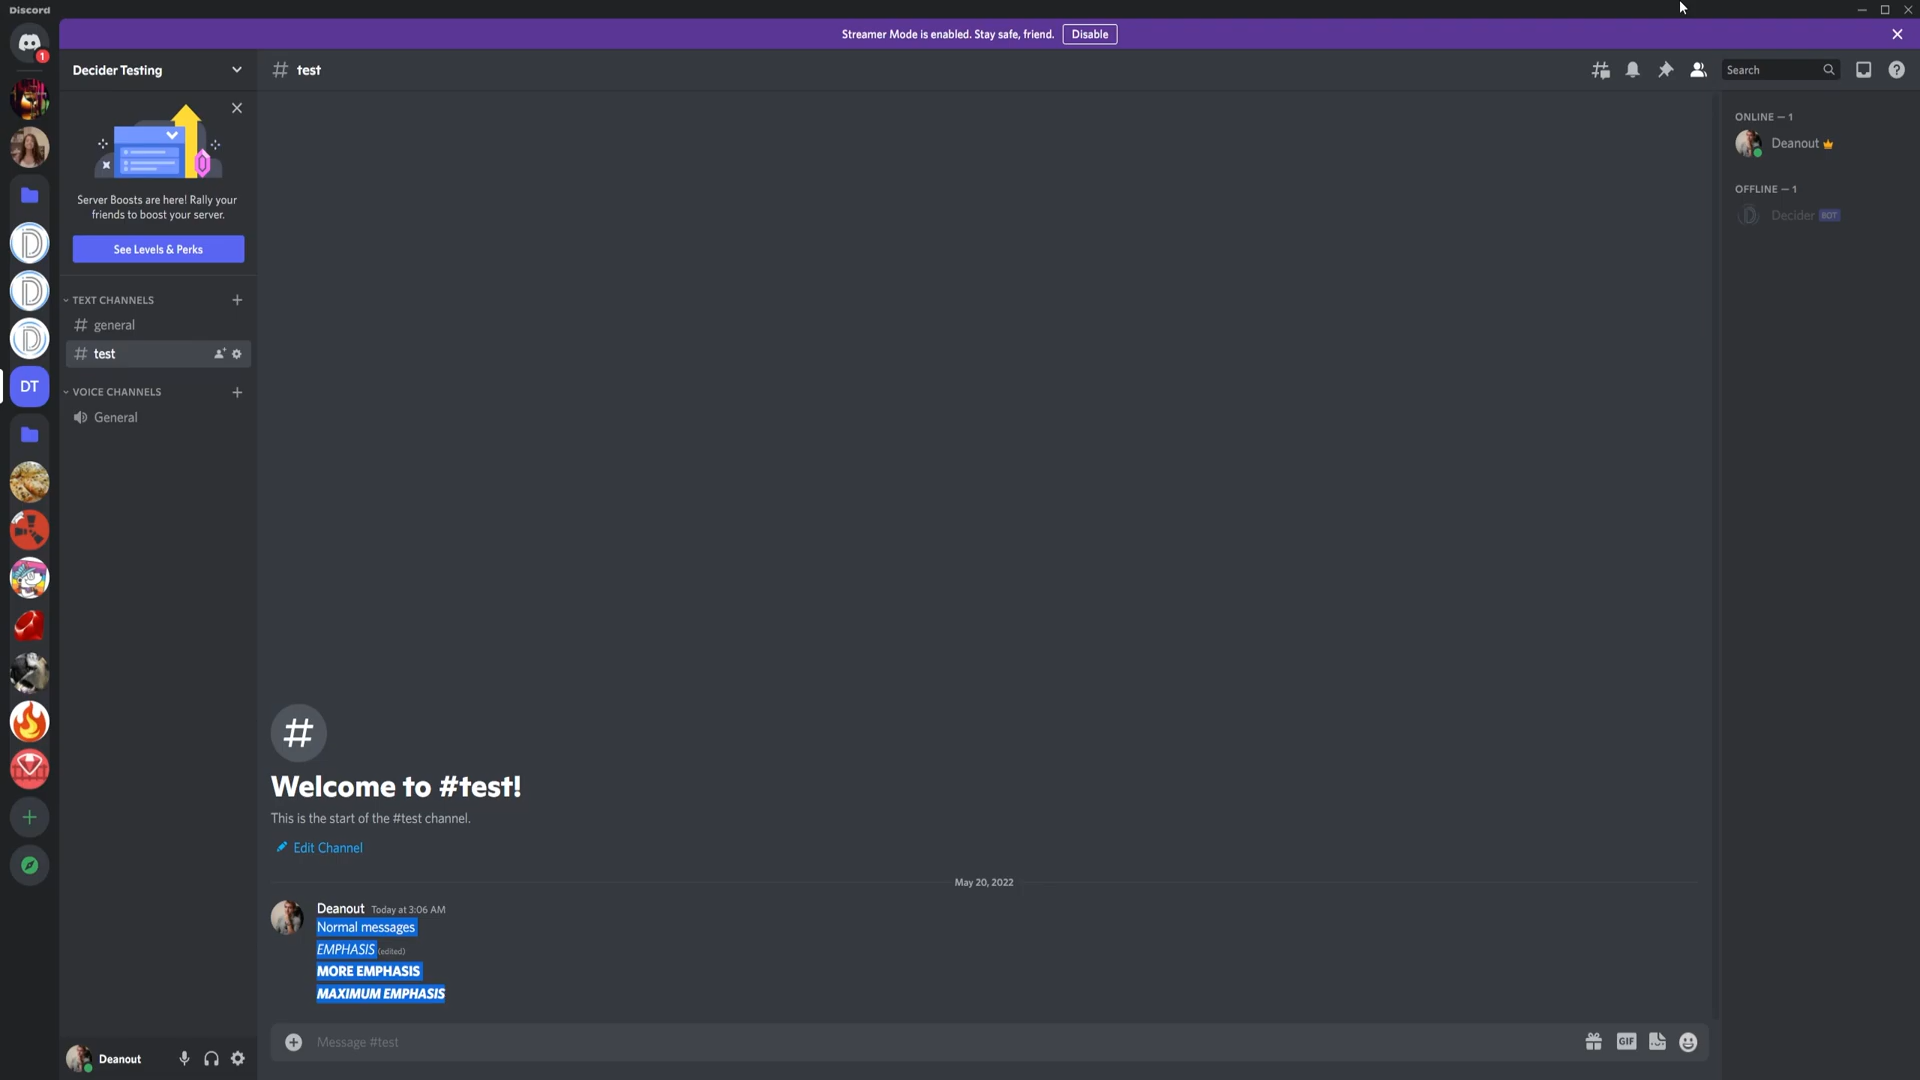 Discord
Streamer Mode is enabled. Stay safe, friend. Disable
1
Decider Testing
# test
Search
Server Boosts are here! Rally your
friends to boost your server.
See Levels & Perks
TEXT CHANNELS
# general
# test
DT
VOICE CHANNELS
General
#
Welcome to #test!
This is the start of the #test channel.
Edit Channel
May 20, 2022
Deanout Today at 3:06 AM
Normal messages
EMPHASIS (edited)
MORE EMPHASIS
MAXIMUM EMPHASIS
Message #test
GIF
Deanout
ONLINE — 1
Deanout
OFFLINE — 1
Decider BOT